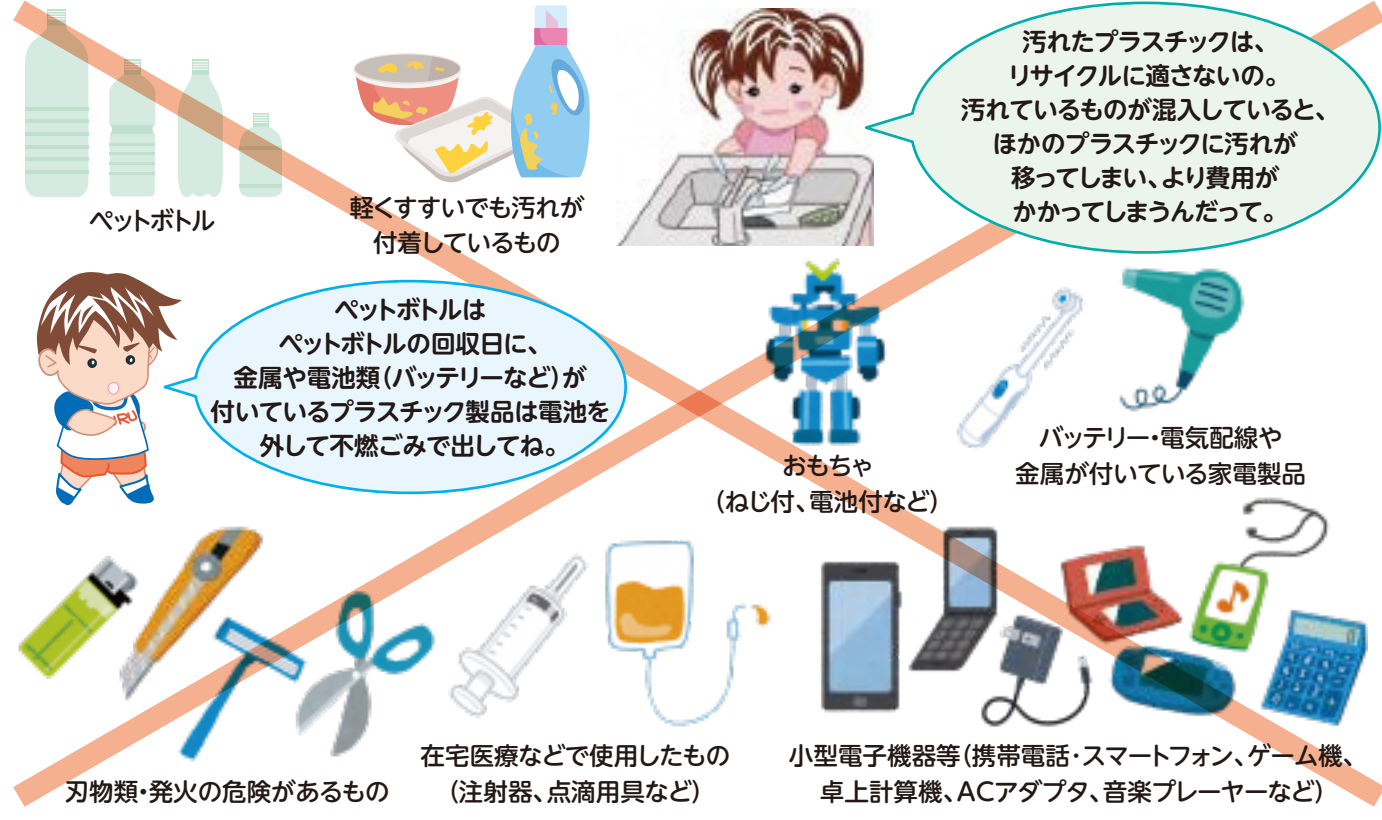 汚れたプラスチックは、
リサイクルに適さないの。
汚れているものが混入していると、
ほかのプラスチックに汚れが
移ってしまい、より費用が
かかってしまうんだって。
ペットボトル
軽くすすいでも汚れが
付着しているもの
ペットボトルは
ペットボトルの回収日に、
金属や電池類(バッテリーなど)が
付いているプラスチック製品は電池を
外して不燃ごみで出してね。
RU
おもちゃ
(ねじ付、電池付など)
バッテリー・電気配線や
金属が付いている家電製品
刃物類・発火の危険があるもの
在宅医療などで使用したもの
(注射器、点滴用具など)
小型電子機器等(携帯電話・スマートフォン、ゲーム機、
卓上計算機、ACアダプタ、音楽プレーヤーなど)